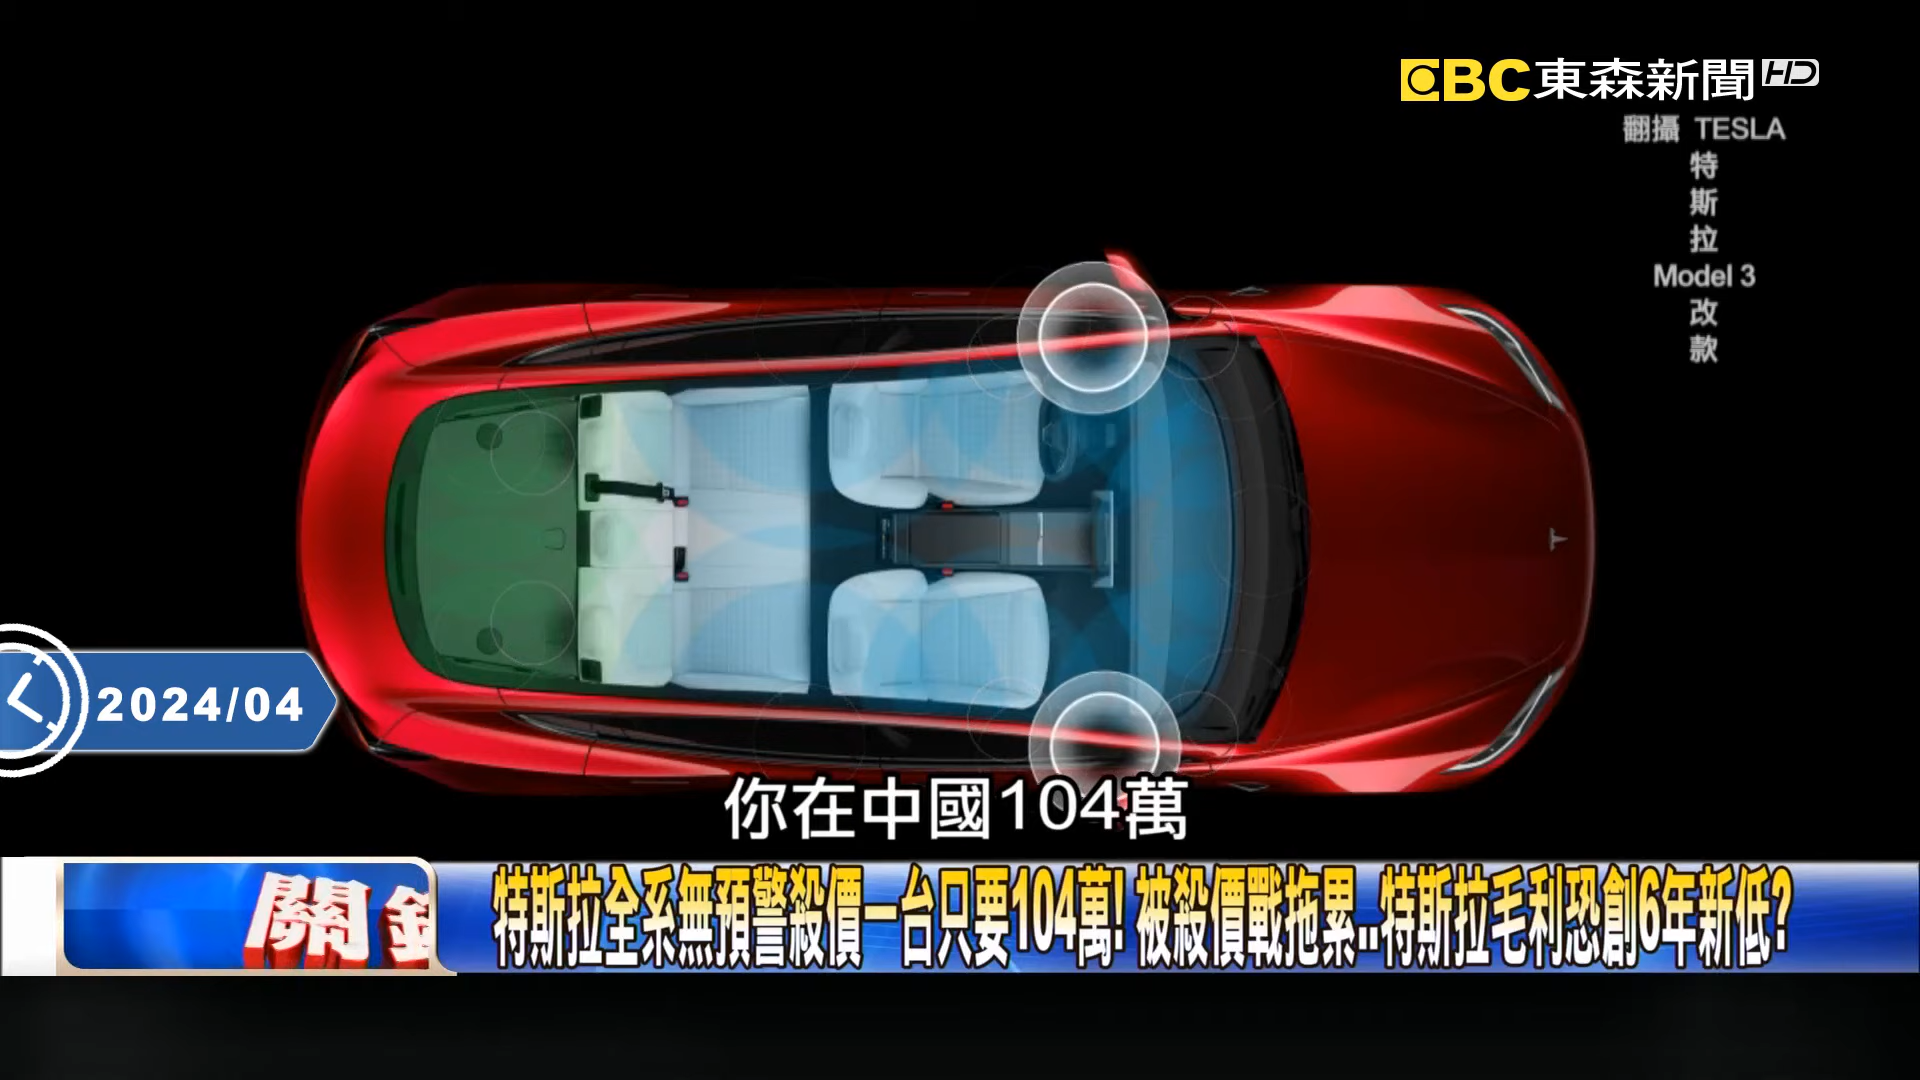 EBC東森新聞HD
翻攝 TESLA
特斯拉
Model 3
改款
2024/04
你在中國104萬
關鍵
特斯拉全系無預警殺價一台只要104萬!被殺價戰拖累..特斯拉毛利恐創6年新低?